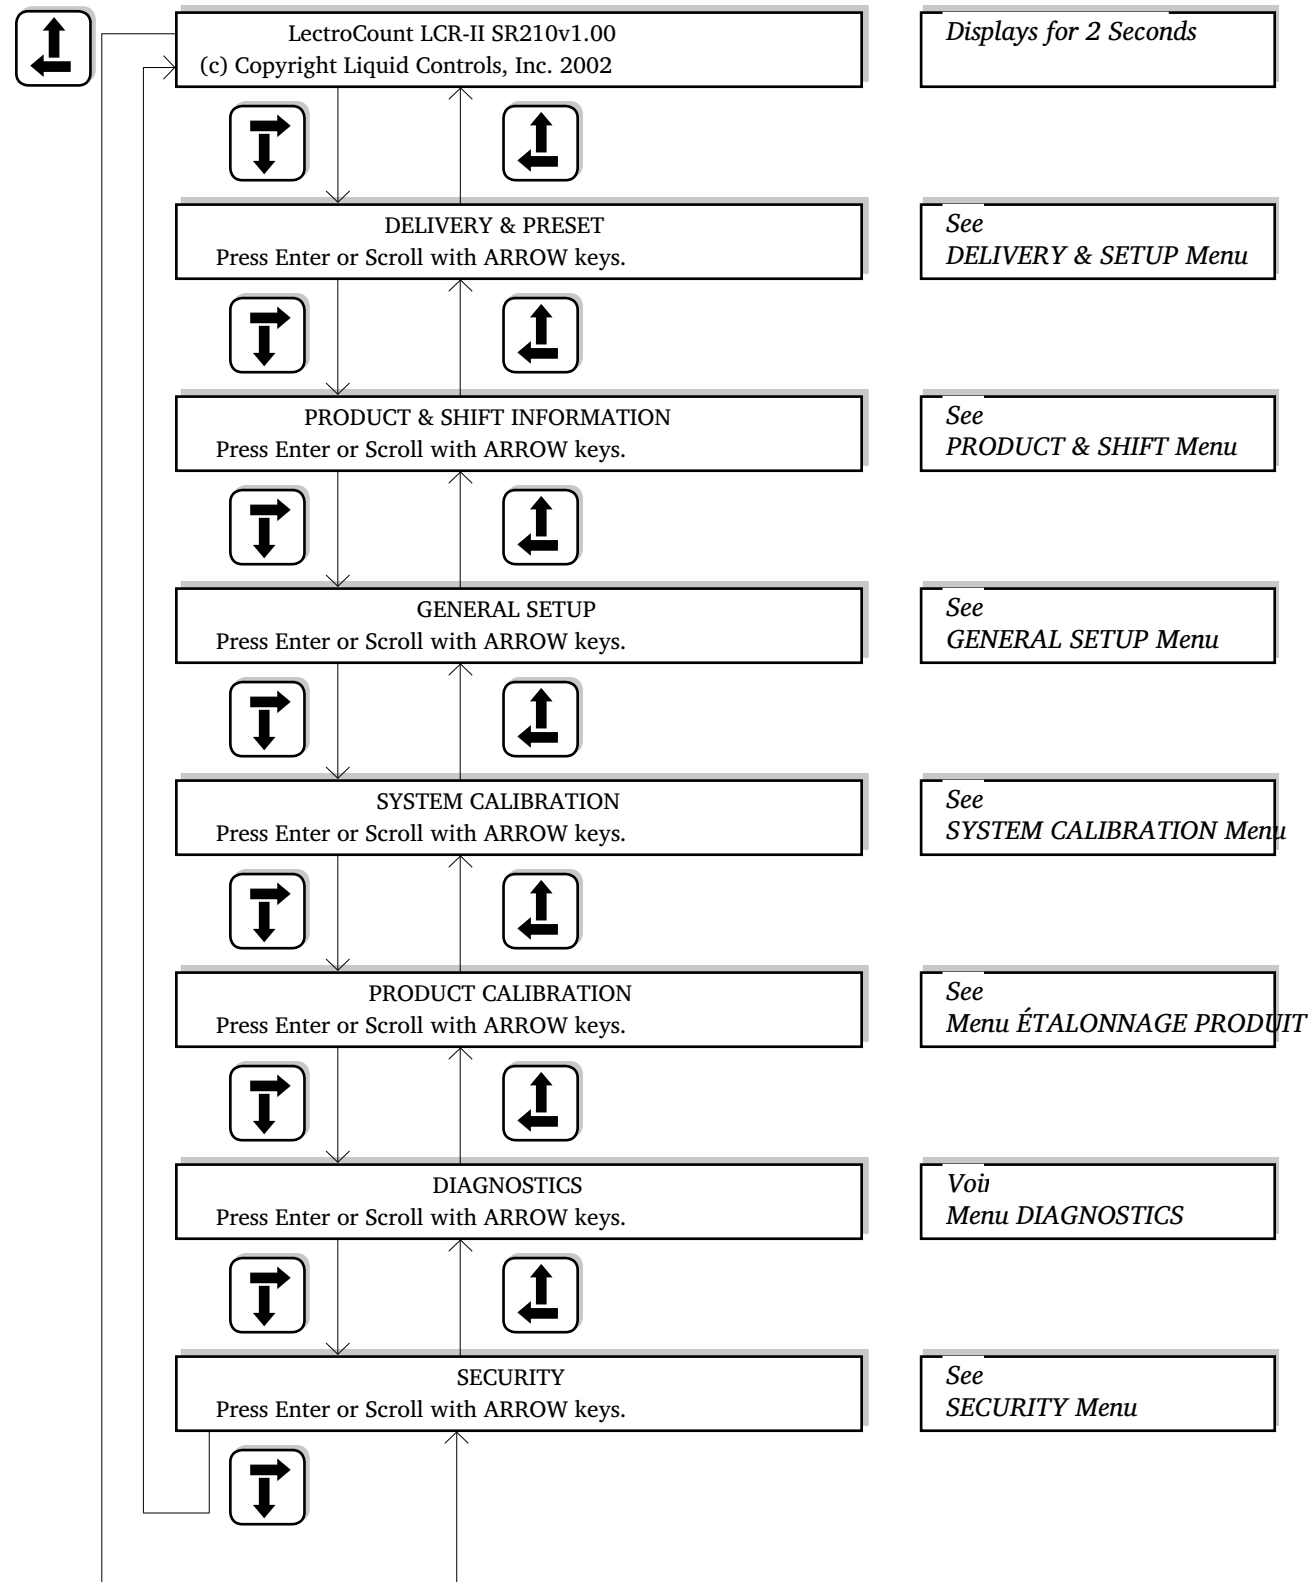 LectroCount LCR-II SR210v1.00
(c) Copyright Liquid Controls, Inc. 2002
Displays for 2 Seconds
DELIVERY & PRESET
Press Enter or Scroll with ARROW keys.
See
DELIVERY & SETUP Menu
PRODUCT & SHIFT INFORMATION
Press Enter or Scroll with ARROW keys.
See
PRODUCT & SHIFT Menu
GENERAL SETUP
Press Enter or Scroll with ARROW keys.
See
GENERAL SETUP Menu
SYSTEM CALIBRATION
Press Enter or Scroll with ARROW keys.
See
SYSTEM CALIBRATION Menu
PRODUCT CALIBRATION
Press Enter or Scroll with ARROW keys.
See
Menu ÉTALONNAGE PRODUIT
DIAGNOSTICS
Press Enter or Scroll with ARROW keys.
Voir
Menu DIAGNOSTICS
SECURITY
Press Enter or Scroll with ARROW keys.
See
SECURITY Menu